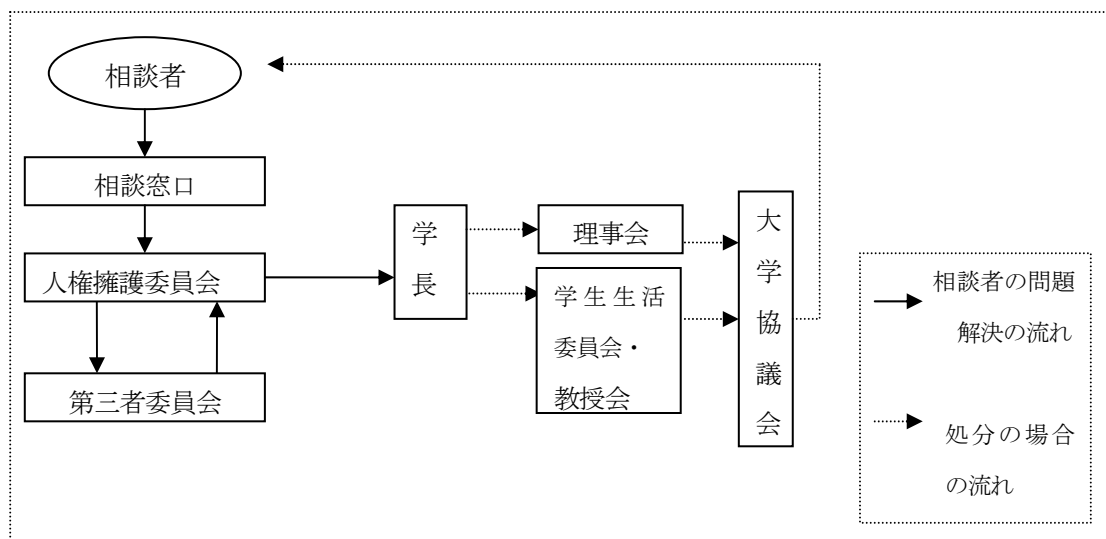 相談者
相談窓口
人権擁護委員会
第三者委員会
学長
理事会
学生生活
委員会・
教授会
大学協議会
相談者の問題
解決の流れ
処分の場合
の流れ